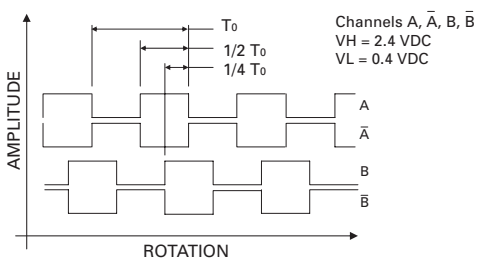 T₀
1/2 T₀
1/4 T₀
Channels A, A̅, B, B̅
VH = 2.4 VDC
VL = 0.4 VDC
AMPLITUDE
A
A̅
B
B̅
ROTATION